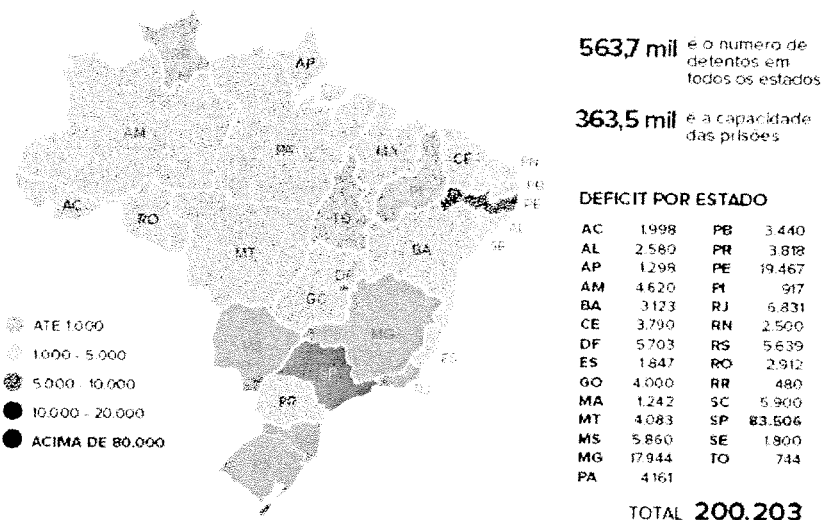 563,7 mil é o numero de
detentos em
todos os estados
363,5 mil é a capacidade
das prisões
AP
AM
PA
MA
CE
RN
PB
PE
AL
SE
AC
RO
TO
MT
BA
DF
GO
MG
ES
PR
ATÉ 1.000
1.000 - 5.000
5.000 - 10.000
10.000 - 20.000
ACIMA DE 80.000
DEFICIT POR ESTADO
AC 1.998 PB 3.440
AL 2.580 PR 3.818
AP 1.298 PE 19.467
AM 4.620 PI 917
BA 3.123 RJ 6.831
CE 3.790 RN 2.500
DF 5.703 RS 5.639
ES 1.847 RO 2.912
GO 4.000 RR 480
MA 1.242 SC 5.900
MT 4.083 SP 83.506
MS 5.860 SE 1.800
MG 17.944 TO 744
PA 4.161
TOTAL 200.203